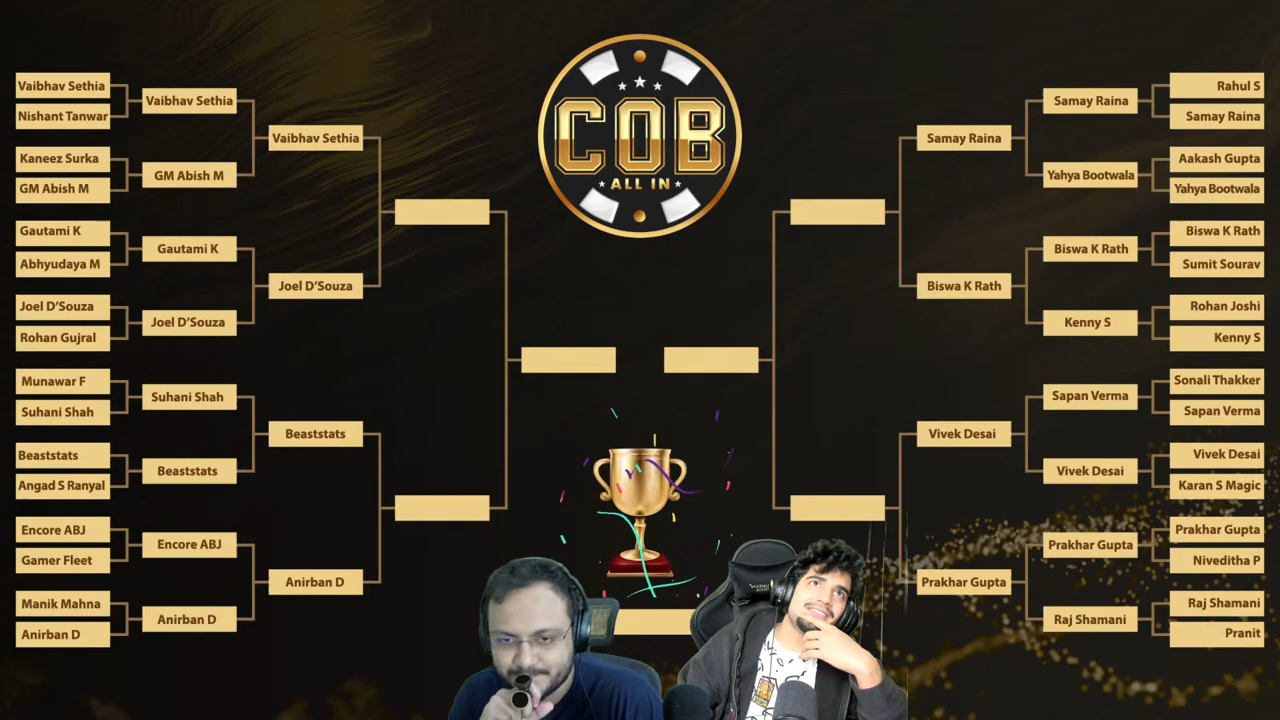 COB
ALL IN
Vaibhav Sethia
Nishant Tanwar
Kaneez Surka
GM Abish M
Gautami K
Abhyudaya M
Joel D'Souza
Rohan Gujral
Munawar F
Suhani Shah
Beaststats
Angad S Ranyal
Encore ABJ
Gamer Fleet
Manik Mahna
Anirban D
Vaibhav Sethia
GM Abish M
Gautami K
Joel D'Souza
Suhani Shah
Beaststats
Encore ABJ
Anirban D
Vaibhav Sethia
Joel D'Souza
Beaststats
Anirban D
Samay Raina
Biswa K Rath
Vivek Desai
Prakhar Gupta
Samay Raina
Yahya Bootwala
Biswa K Rath
Kenny S
Sapan Verma
Vivek Desai
Prakhar Gupta
Raj Shamani
Rahul S
Samay Raina
Aakash Gupta
Yahya Bootwala
Biswa K Rath
Sumit Sourav
Rohan Joshi
Kenny S
Sonali Thakker
Sapan Verma
Vivek Desai
Karan S Magic
Prakhar Gupta
Niveditha P
Raj Shamani
Pranit